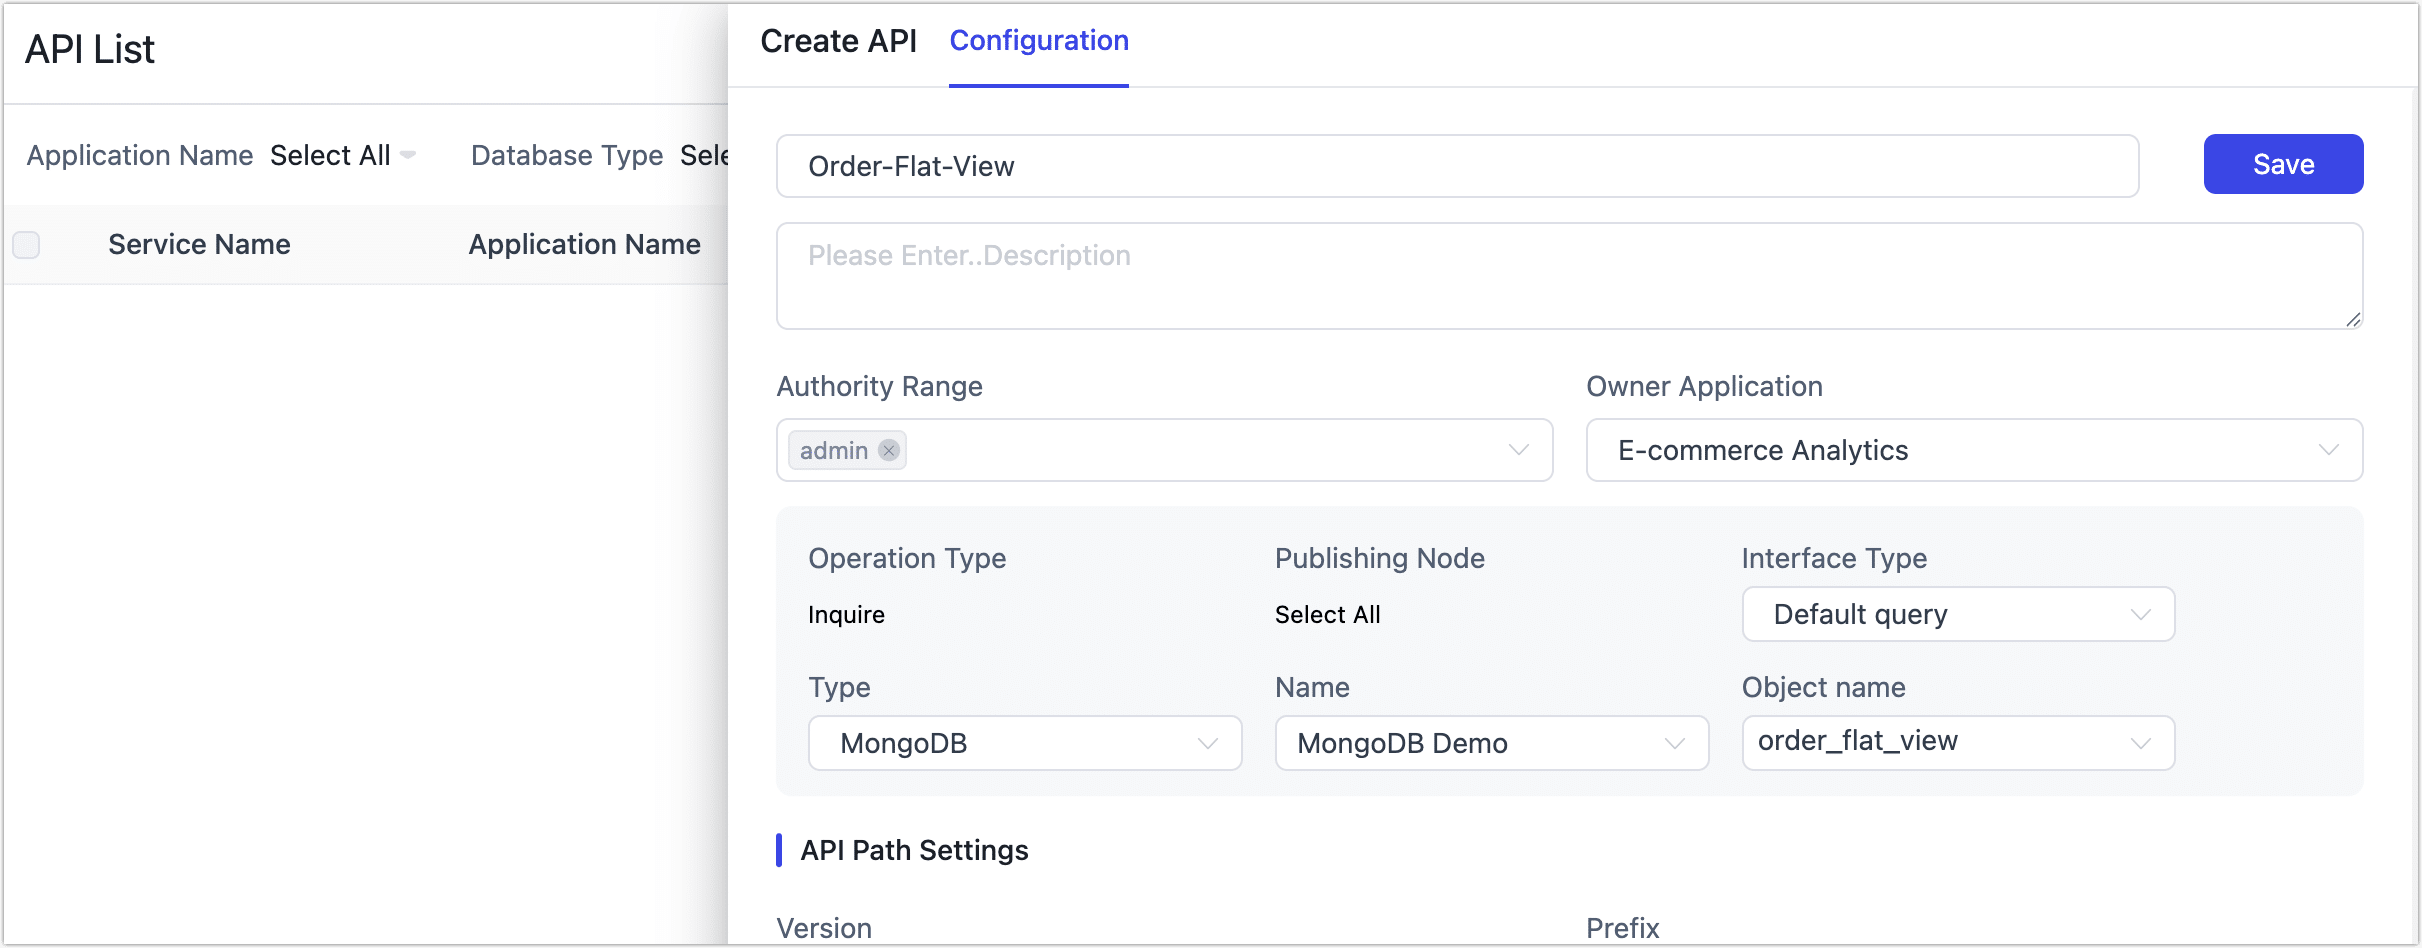 API List
Application Name Select All Database Type Sele
Service Name Application Name
Create API Configuration
Order-Flat-View
Save
Please Enter..Description
Authority Range Owner Application
admin
E-commerce Analytics
Operation Type Publishing Node Interface Type
Inquire Select All Default query
Type Name Object name
MongoDB MongoDB Demo order_flat_view
API Path Settings
Version Prefix